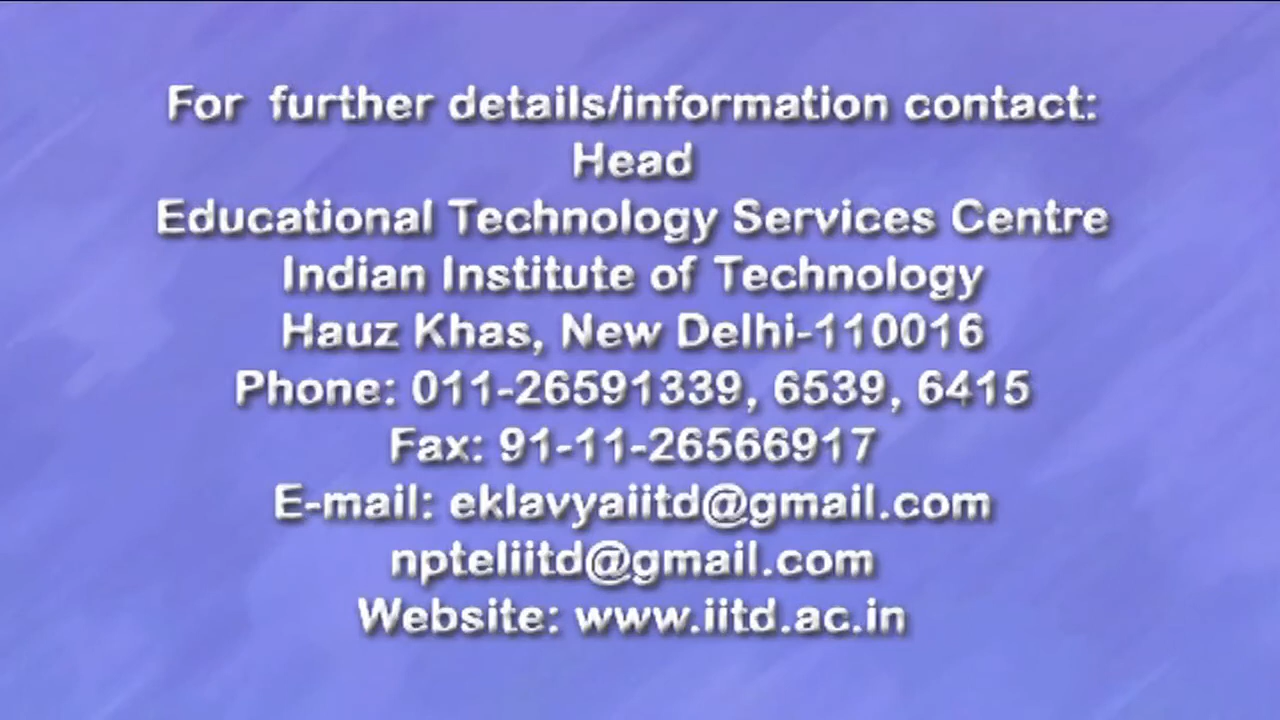 For further details/information contact:
Head
Educational Technology Services Centre
Indian Institute of Technology
Hauz Khas, New Delhi-110016
Phone: 011-26591339, 6539, 6415
Fax: 91-11-26566917
E-mail: eklavyaiitd@gmail.com
npteliitd@gmail.com
Website: www.iitd.ac.in